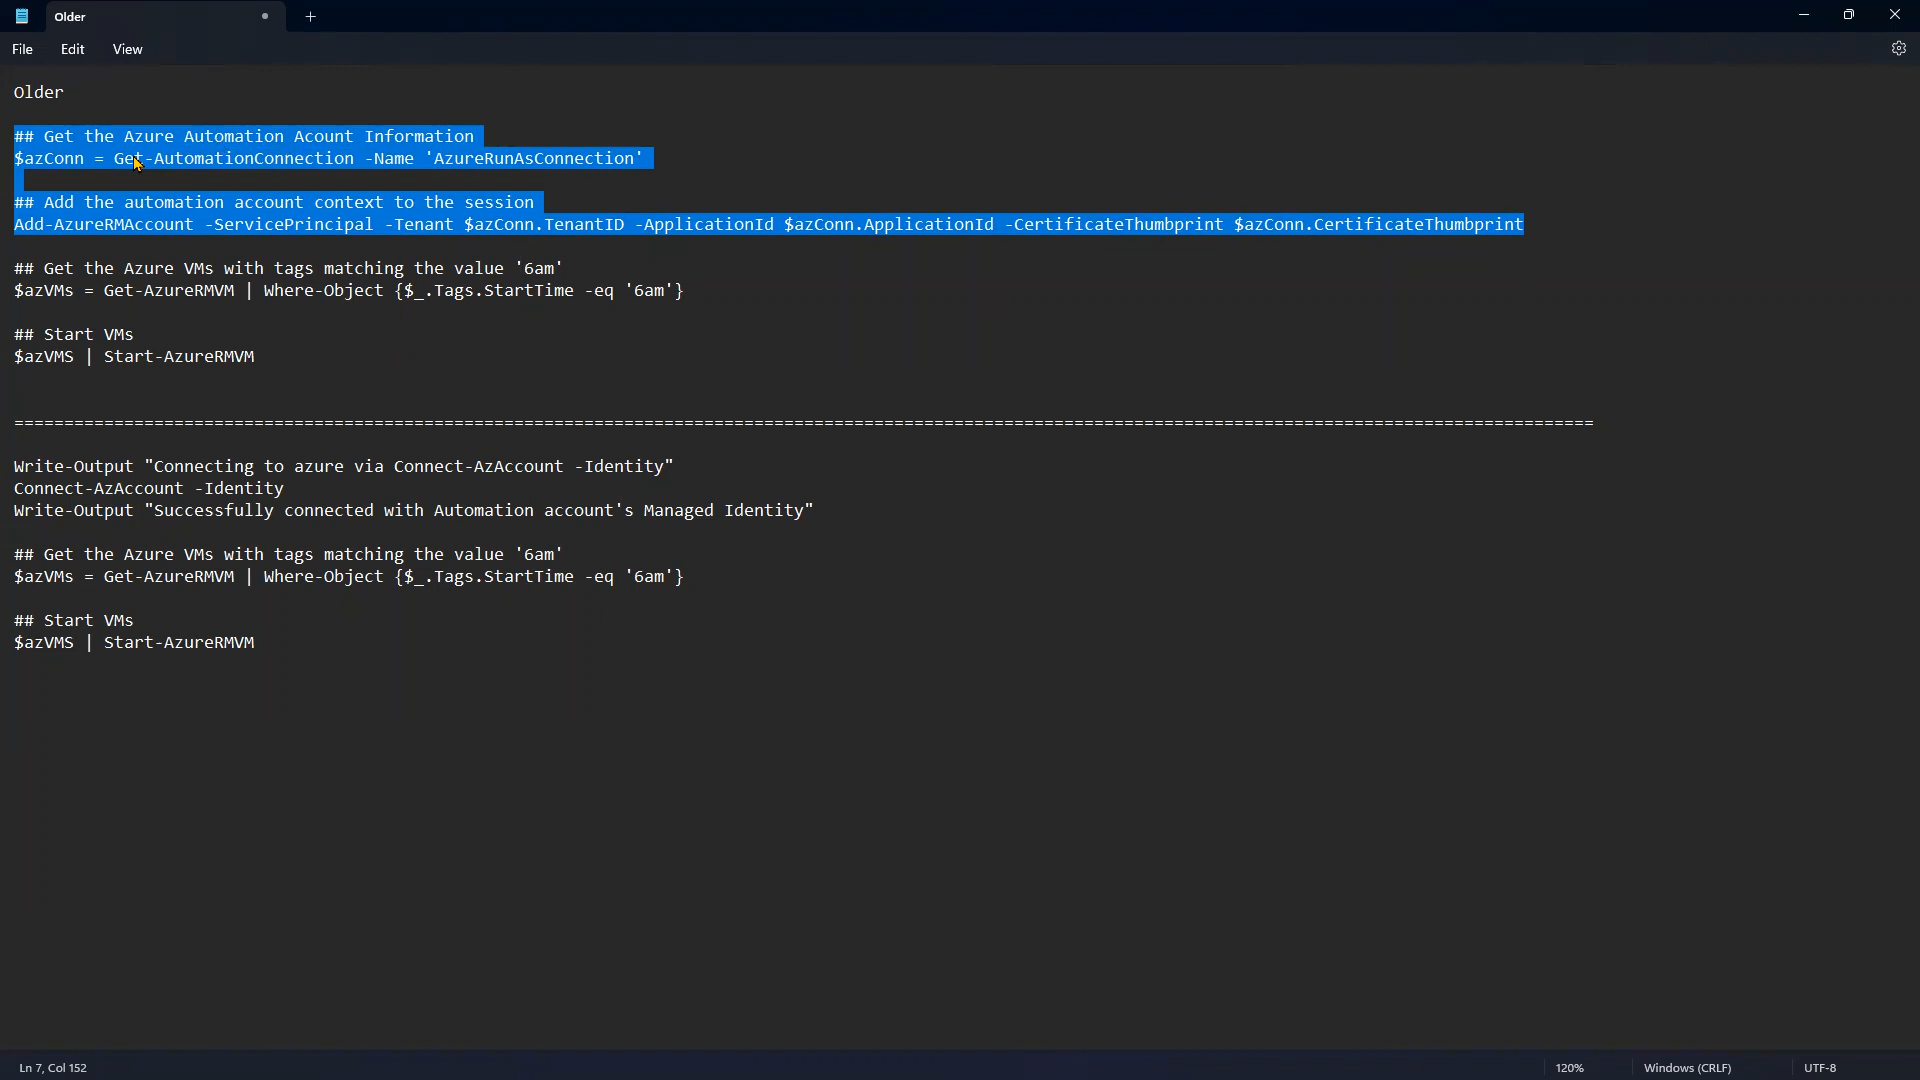 Older
File Edit View
Older
## Get the Azure Automation Acount Information
$azConn = Get-AutomationConnection -Name 'AzureRunAsConnection'
## Add the automation account context to the session
Add-AzureRMAccount -ServicePrincipal -Tenant $azConn.TenantID -ApplicationId $azConn.ApplicationId -CertificateThumbprint $azConn.CertificateThumbprint
## Get the Azure VMs with tags matching the value '6am'
$azVMs = Get-AzureRMVM | Where-Object {$_.Tags.StartTime -eq '6am'}
## Start VMs
$azVMS | Start-AzureRMVM
==============================================================================================================================================================
Write-Output "Connecting to azure via Connect-AzAccount -Identity"
Connect-AzAccount -Identity
Write-Output "Successfully connected with Automation account's Managed Identity"
## Get the Azure VMs with tags matching the value '6am'
$azVMs = Get-AzureRMVM | Where-Object {$_.Tags.StartTime -eq '6am'}
## Start VMs
$azVMS | Start-AzureRMVM
Ln 7, Col 152 120% Windows (CRLF) UTF-8